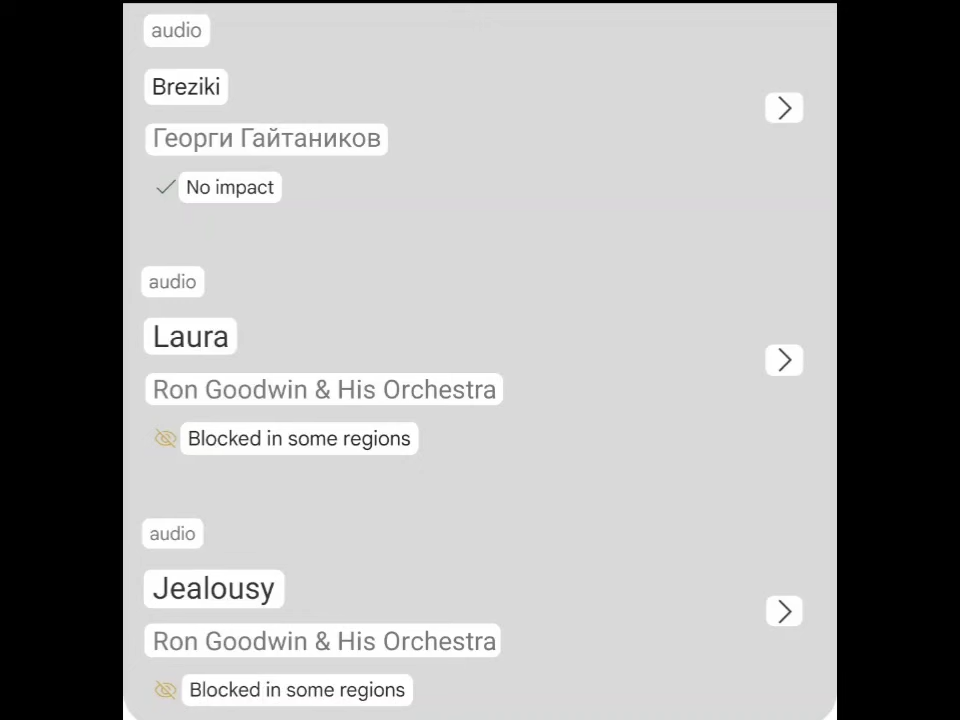 audio
Breziki
Георги Гайтаников
No impact
audio
Laura
Ron Goodwin & His Orchestra
Blocked in some regions
audio
Jealousy
Ron Goodwin & His Orchestra
Blocked in some regions